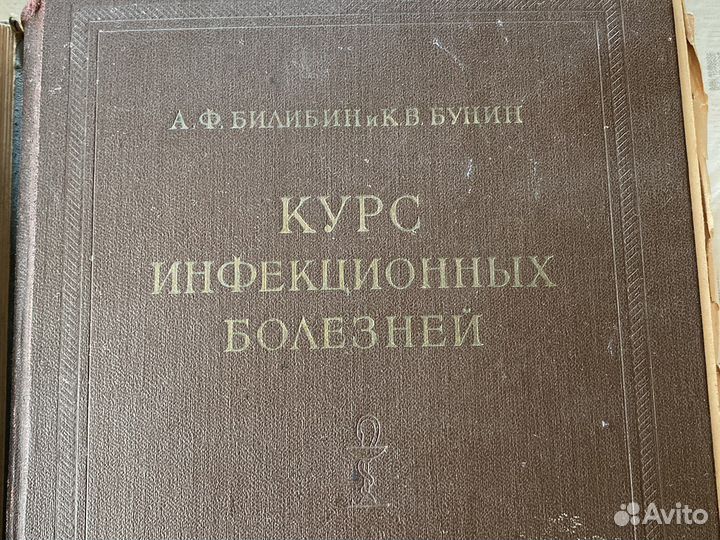 А. Ф. БИЛИБИН и К. В. БУНИН
КУРС
ИНФЕКЦИОННЫХ
БОЛЕЗНЕЙ
Avito